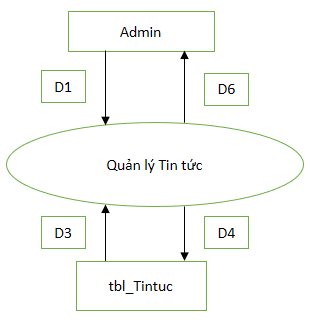 Admin
D1
D6
Quản lý Tin tức
D3
D4
tbl_Tintuc